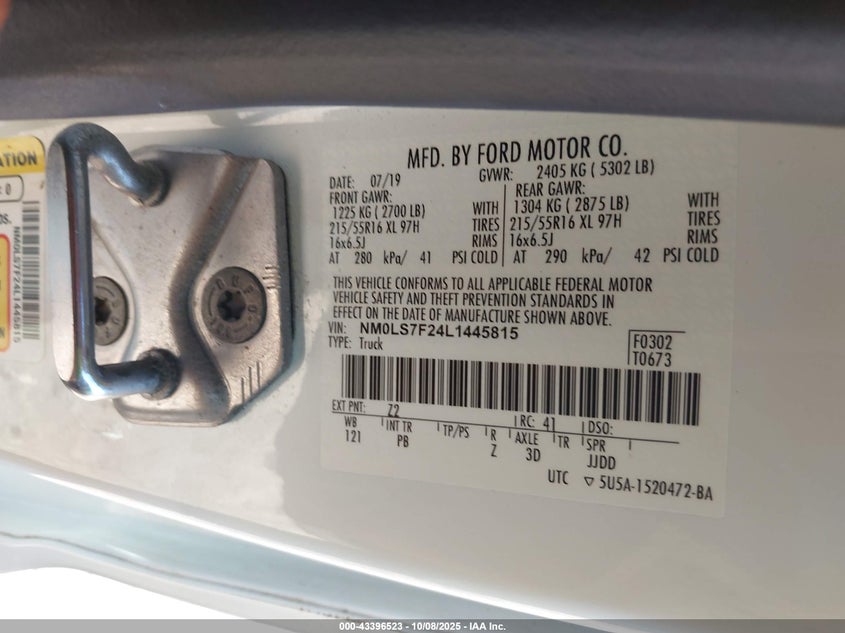 MFD. BY FORD MOTOR CO.
DATE: 07/19 GVWR: 2405 KG ( 5302 LB)
FRONT GAWR: REAR GAWR:
1225 KG ( 2700 LB) WITH 1304 KG ( 2875 LB) WITH
215/55R16 XL 97H TIRES 215/55R16 XL 97H TIRES
16x6.5J RIMS 16x6.5J RIMS
AT 280 kPa/ 41 PSI COLD AT 290 kPa/ 42 PSI COLD
THIS VEHICLE CONFORMS TO ALL APPLICABLE FEDERAL MOTOR
VEHICLE SAFETY AND THEFT PREVENTION STANDARDS IN
EFFECT ON THE DATE OF MANUFACTURE SHOWN ABOVE.
VIN: NM0LS7F24L1445815
TYPE: Truck
F0302
T0673
EXT PNT: Z2 RC: 41 DSO:
WB INT TR TP/PS R AXLE TR SPR
121 PB Z 3D JJDD
UTC ▽ 5U5A-1520472-BA
NM0LS7F24L1445815
000-43396523 - 10/08/2025 - IAA Inc.